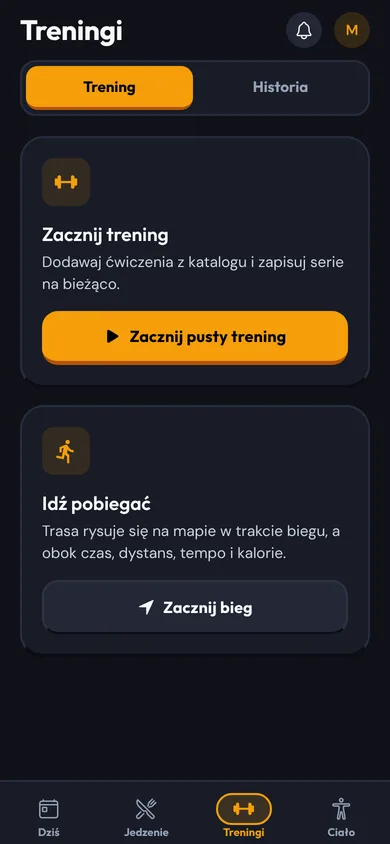 Treningi
M
Trening
Historia
Zacznij trening
Dodawaj ćwiczenia z katalogu i zapisuj serie
na bieżąco.
Zacznij pusty trening
Idź pobiegać
Trasa rysuje się na mapie w trakcie biegu, a
obok czas, dystans, tempo i kalorie.
Zacznij bieg
Dziś
Jedzenie
Treningi
Ciało